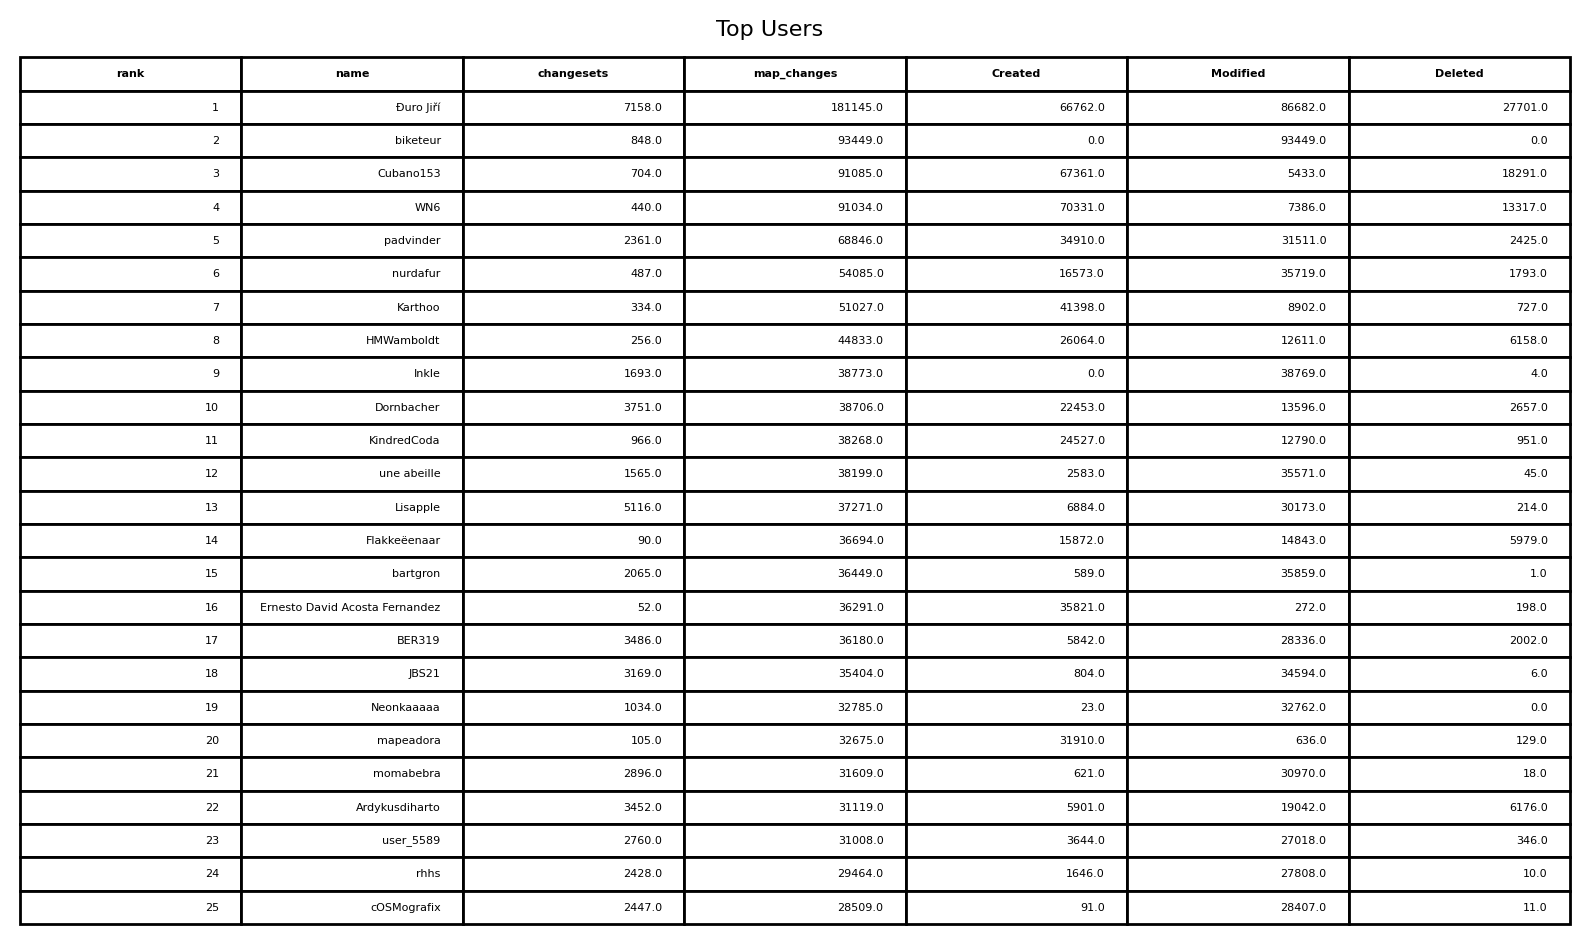 Top Users
rank name changesets map_changes Created Modified Deleted
1 Đuro Jiří 7158.0 181145.0 66762.0 86682.0 27701.0
2 biketeur 848.0 93449.0 0.0 93449.0 0.0
3 Cubano153 704.0 91085.0 67361.0 5433.0 18291.0
4 WN6 440.0 91034.0 70331.0 7386.0 13317.0
5 padvinder 2361.0 68846.0 34910.0 31511.0 2425.0
6 nurdafur 487.0 54085.0 16573.0 35719.0 1793.0
7 Karthoo 334.0 51027.0 41398.0 8902.0 727.0
8 HMWamboldt 256.0 44833.0 26064.0 12611.0 6158.0
9 Inkle 1693.0 38773.0 0.0 38769.0 4.0
10 Dornbacher 3751.0 38706.0 22453.0 13596.0 2657.0
11 KindredCoda 966.0 38268.0 24527.0 12790.0 951.0
12 une abeille 1565.0 38199.0 2583.0 35571.0 45.0
13 Lisapple 5116.0 37271.0 6884.0 30173.0 214.0
14 Flakkeëenaar 90.0 36694.0 15872.0 14843.0 5979.0
15 bartgron 2065.0 36449.0 589.0 35859.0 1.0
16 Ernesto David Acosta Fernandez 52.0 36291.0 35821.0 272.0 198.0
17 BER319 3486.0 36180.0 5842.0 28336.0 2002.0
18 JBS21 3169.0 35404.0 804.0 34594.0 6.0
19 Neonkaaaaa 1034.0 32785.0 23.0 32762.0 0.0
20 mapeadora 105.0 32675.0 31910.0 636.0 129.0
21 momabebra 2896.0 31609.0 621.0 30970.0 18.0
22 Ardykusdiharto 3452.0 31119.0 5901.0 19042.0 6176.0
23 user_5589 2760.0 31008.0 3644.0 27018.0 346.0
24 rhhs 2428.0 29464.0 1646.0 27808.0 10.0
25 cOSMografix 2447.0 28509.0 91.0 28407.0 11.0